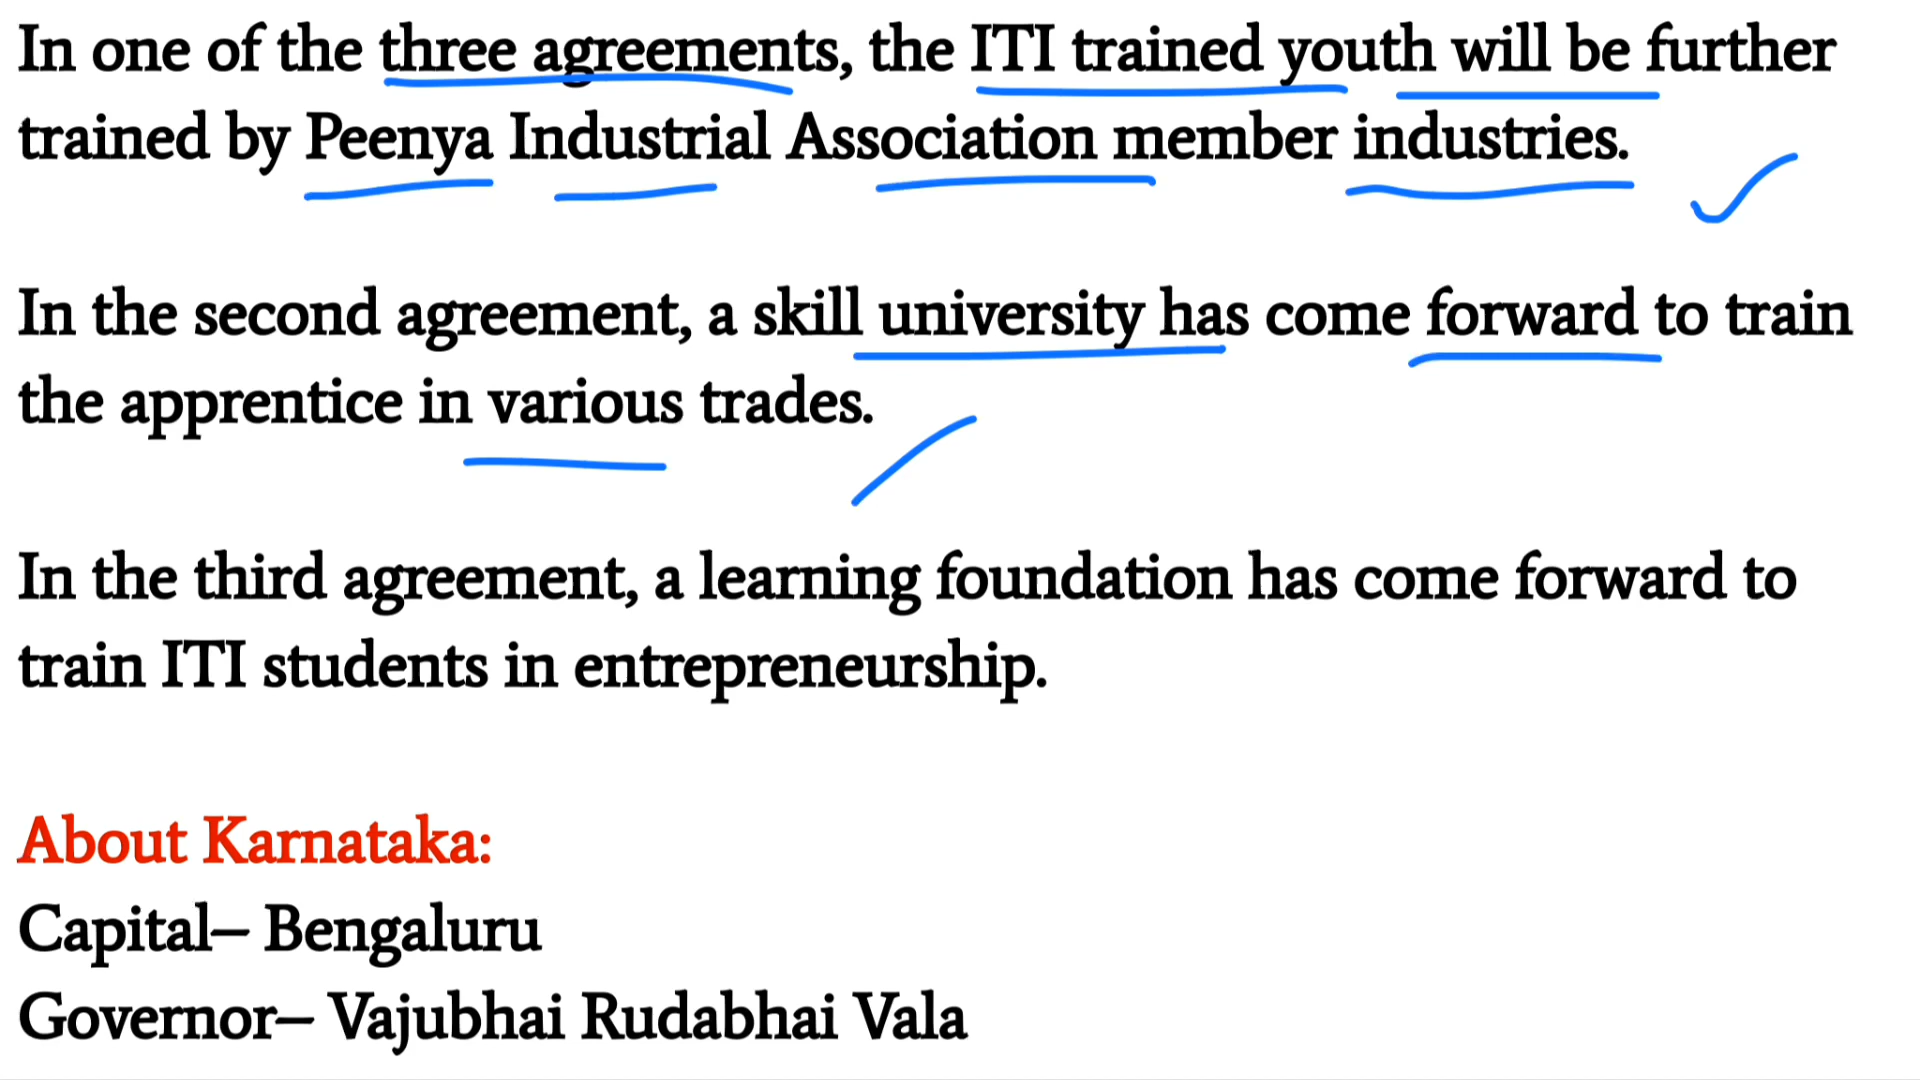 In one of the three agreements, the ITI trained youth will be further
trained by Peenya Industrial Association member industries.
In the second agreement, a skill university has come forward to train
the apprentice in various trades.
In the third agreement, a learning foundation has come forward to
train ITI students in entrepreneurship.
About Karnataka:
Capital– Bengaluru
Governor– Vajubhai Rudabhai Vala